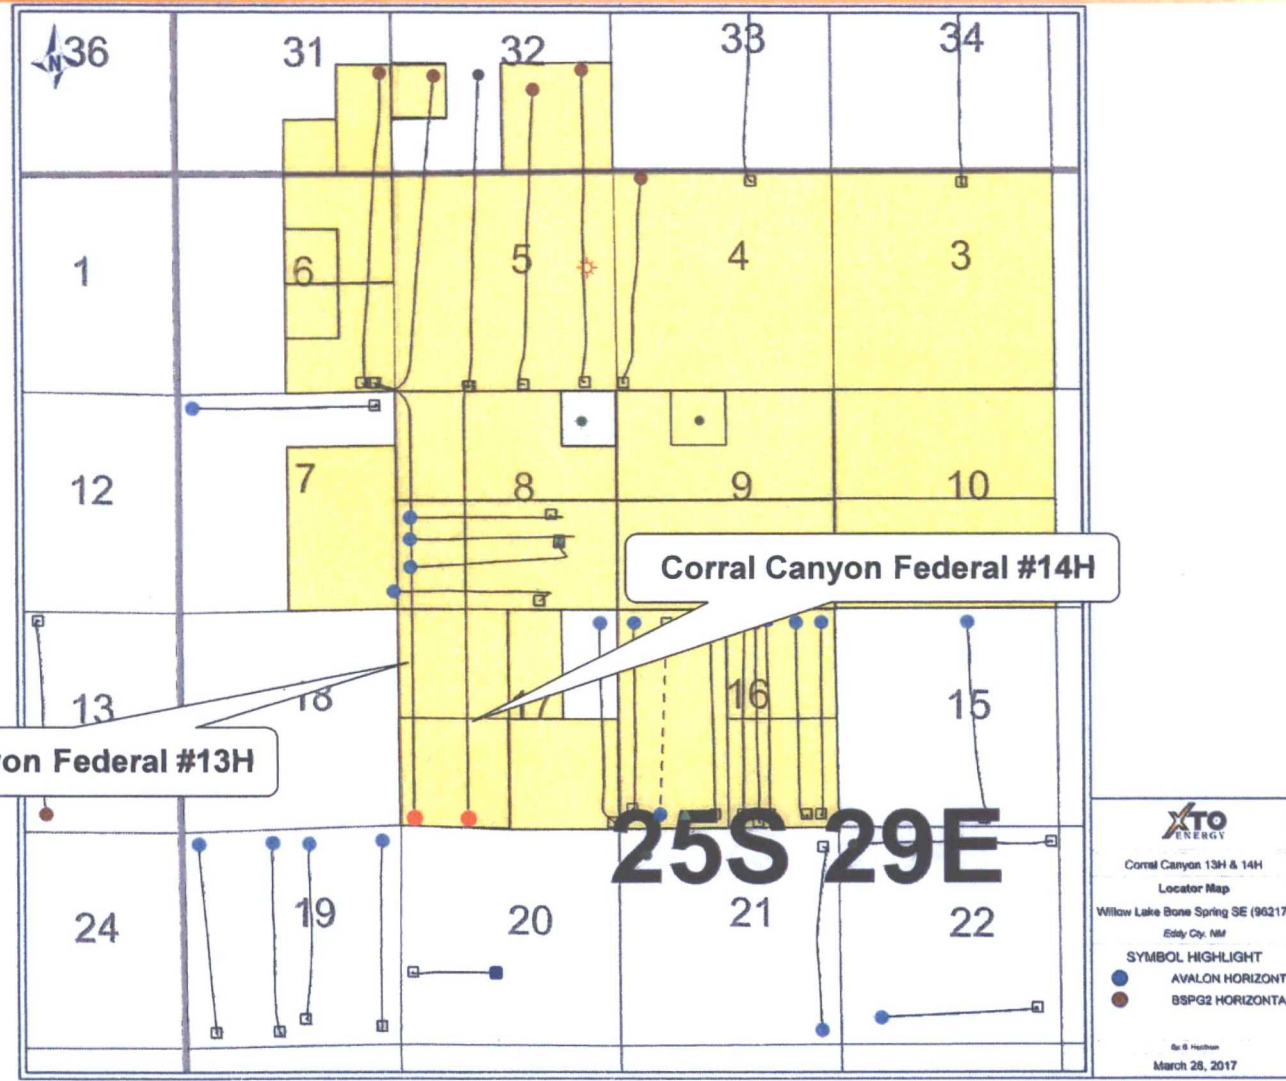 N
36
31
32
33
34
1
6
5
4
3
12
7
8
9
10
Corral Canyon Federal #14H
13
18
16
15
on Federal #13H
25S 29E
24
19
20
21
22
XTO
ENERGY
Corral Canyon 13H & 14H
Locator Map
Willow Lake Bone Spring SE (96217
Eddy Cty. NM
SYMBOL HIGHLIGHT
AVALON HORIZONT
BSPG2 HORIZONTA
March 28, 2017